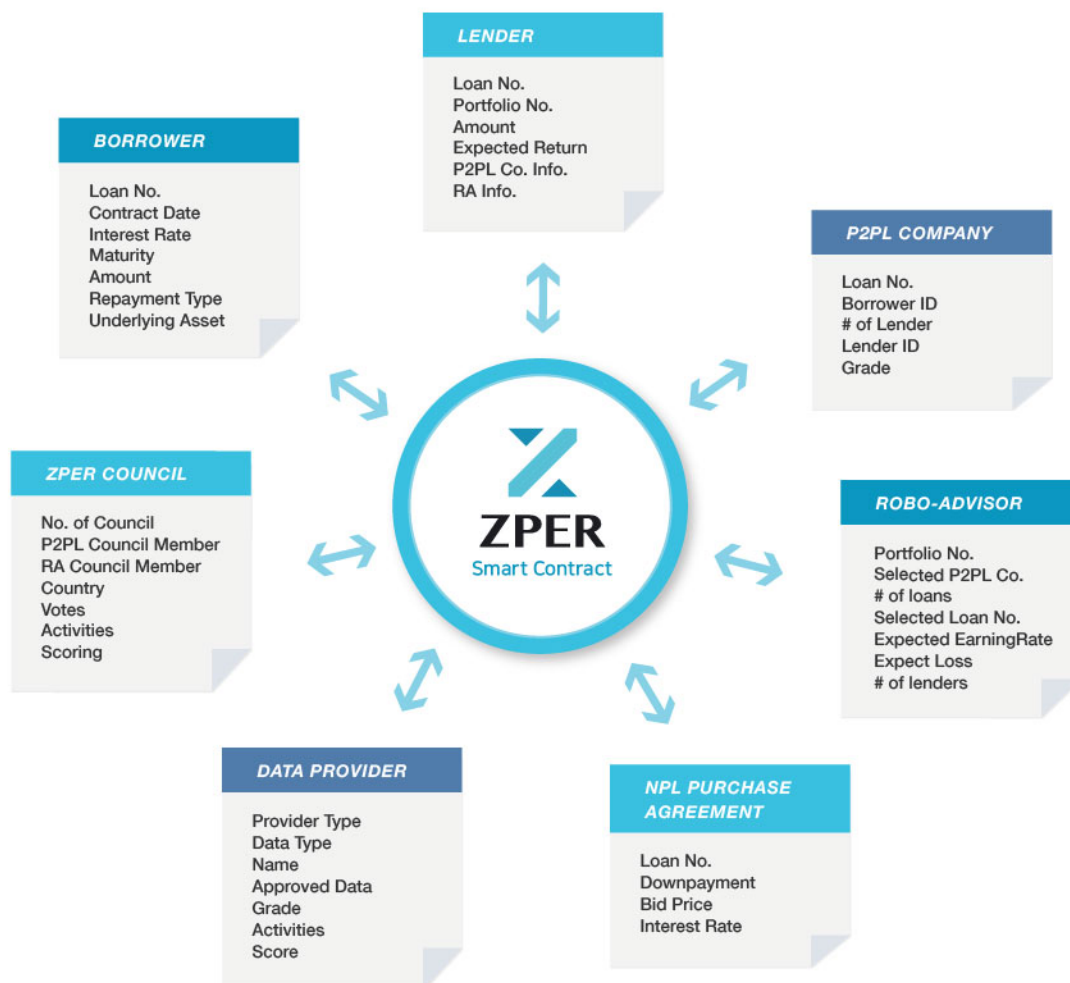 LENDER
Loan No.
Portfolio No.
Amount
Expected Return
P2PL Co. Info.
RA Info.
BORROWER
Loan No.
Contract Date
Interest Rate
Maturity
Amount
Repayment Type
Underlying Asset
P2PL COMPANY
Loan No.
Borrower ID
# of Lender
Lender ID
Grade
ZPER
Smart Contract
ZPER COUNCIL
No. of Council
P2PL Council Member
RA Council Member
Country
Votes
Activities
Scoring
ROBO-ADVISOR
Portfolio No.
Selected P2PL Co.
# of loans
Selected Loan No.
Expected EarningRate
Expect Loss
# of lenders
DATA PROVIDER
Provider Type
Data Type
Name
Approved Data
Grade
Activities
Score
NPL PURCHASE
AGREEMENT
Loan No.
Downpayment
Bid Price
Interest Rate